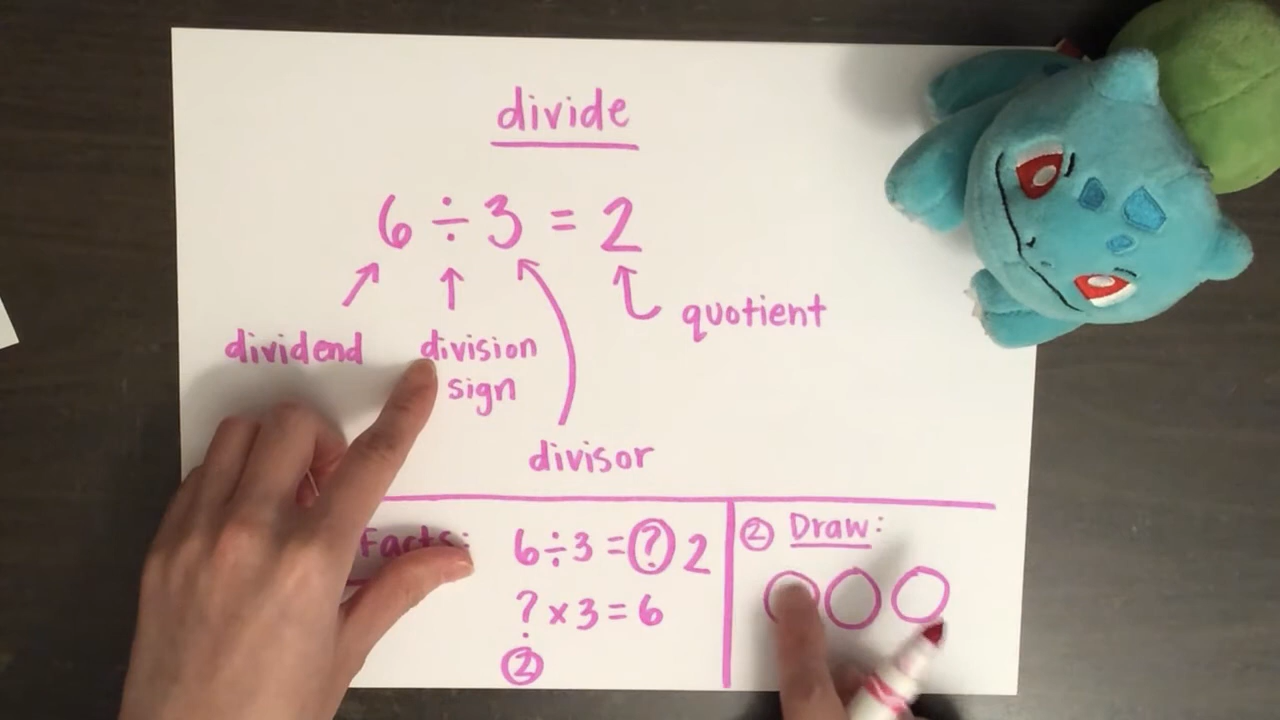 divide
6 ÷ 3 = 2
dividend
division
sign
quotient
divisor
Facts:
6 ÷ 3 = ? 2
? × 3 = 6
2
② Draw: